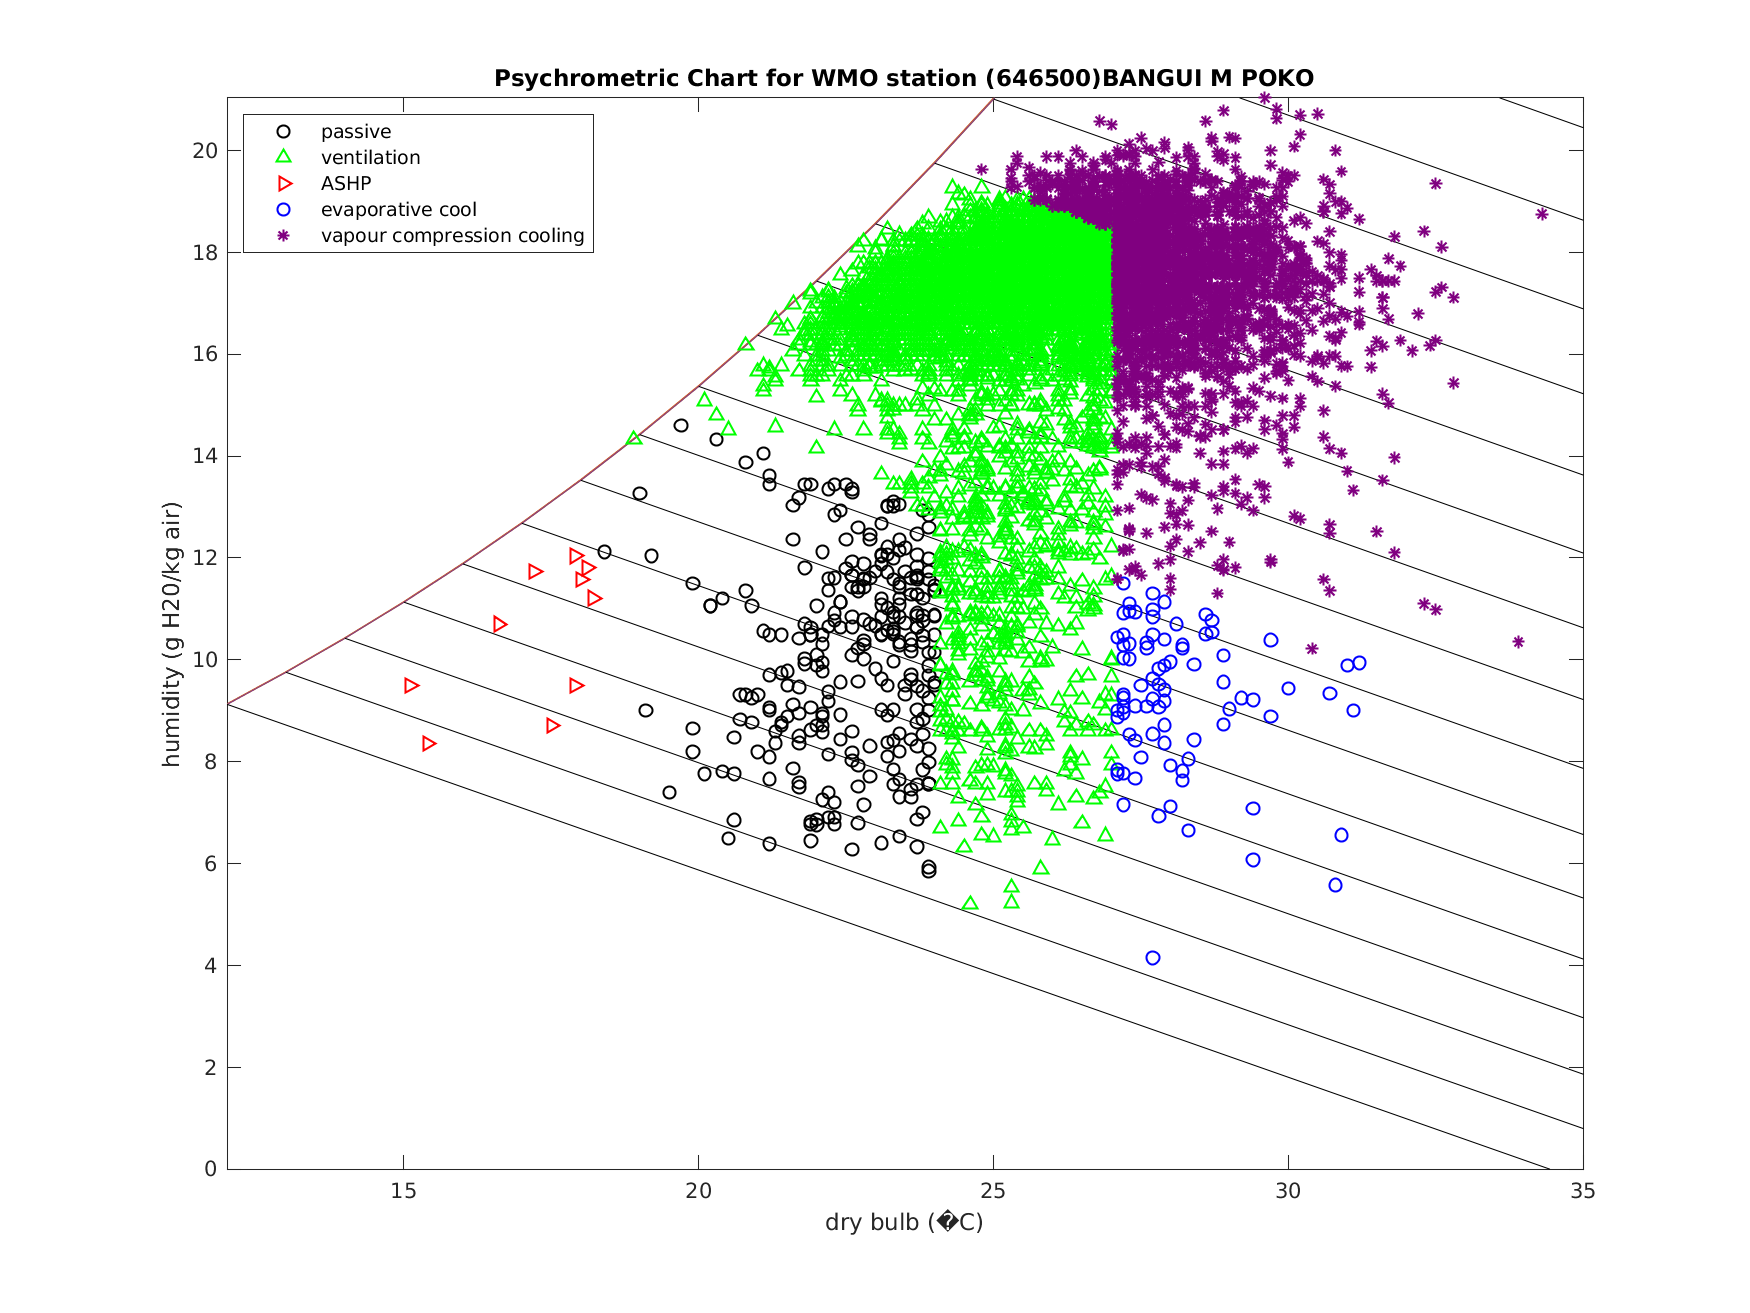 Psychrometric Chart for WMO station (646500)BANGUI M POKO
passive
ventilation
ASHP
evaporative cool
vapour compression cooling
humidity (g H20/kg air)
20
18
16
14
12
10
8
6
4
2
0
15 20 25 30 35
dry bulb (�C)